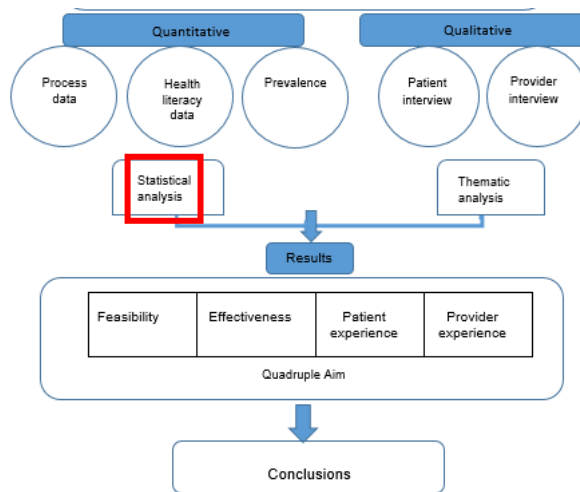 Quantitative
Qualitative
Process
data
Health
literacy
data
Prevalence
Patient
interview
Provider
interview
Statistical
analysis
Thematic
analysis
Results
Feasibility
Effectiveness
Patient
experience
Provider
experience
Quadruple Aim
Conclusions